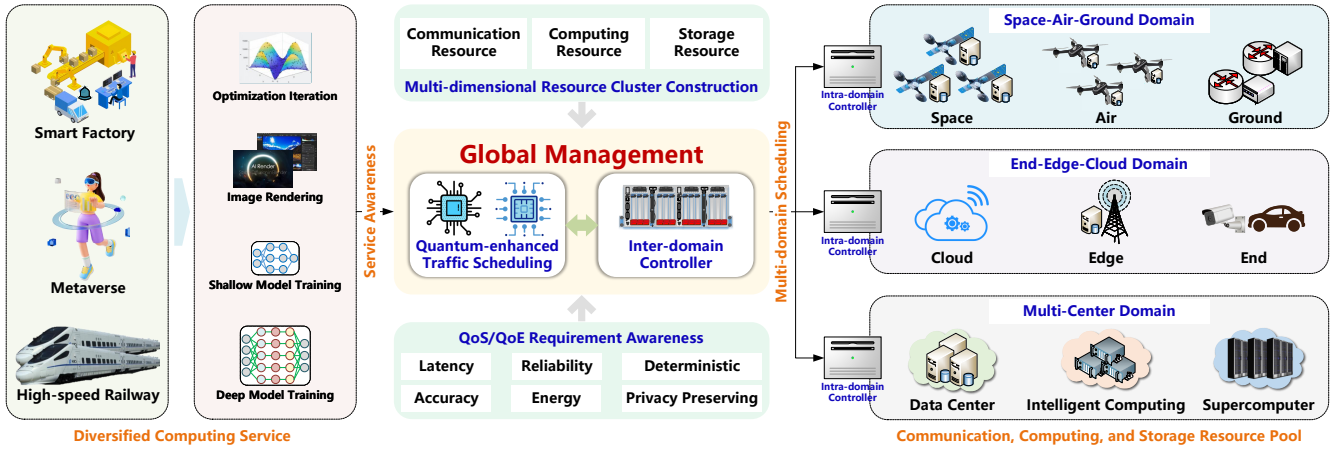 Smart Factory
Metaverse
High-speed Railway
Optimization Iteration
AI Render
Image Rendering
Shallow Model Training
Deep Model Training
Diversified Computing Service
Service Awareness
Communication
Resource
Computing
Resource
Storage
Resource
Multi-dimensional Resource Cluster Construction
Global Management
Quantum-enhanced
Traffic Scheduling
Inter-domain
Controller
QoS/QoE Requirement Awareness
Latency
Reliability
Deterministic
Accuracy
Energy
Privacy Preserving
Multi-domain Scheduling
Intra-domain
Controller
Space-Air-Ground Domain
Space
Air
Ground
Intra-domain
Controller
End-Edge-Cloud Domain
Cloud
Edge
End
Intra-domain
Controller
Multi-Center Domain
Data Center
Intelligent Computing
Supercomputer
Communication, Computing, and Storage Resource Pool